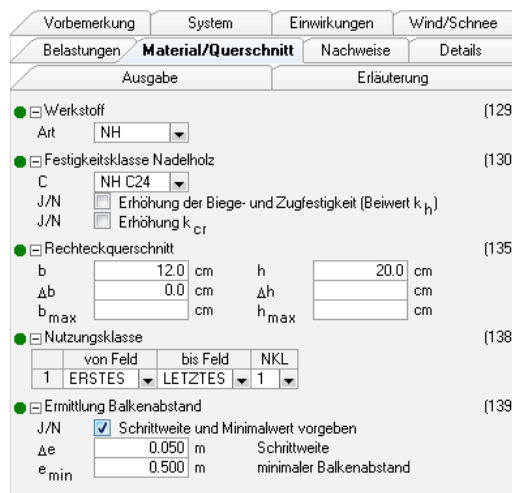 Vorbemerkung System Einwirkungen Wind/Schnee
Belastungen Material/Querschnitt Nachweise Details
Ausgabe Erläuterung
Werkstoff (129
Art NH
Festigkeitsklasse Nadelholz (130
C NH C24
J/N Erhöhung der Biege- und Zugfestigkeit (Beiwert kh)
J/N Erhöhung kcr
Rechteckquerschnitt (135
b 12.0 cm h 20.0 cm
Δb 0.0 cm Δh cm
bmax cm hmax cm
Nutzungsklasse (138
von Feld bis Feld NKL
1 ERSTES LETZTES 1
Ermittlung Balkenabstand (139
J/N Schrittweite und Minimalwert vorgeben
Δe 0.050 m Schrittweite
emin 0.500 m minimaler Balkenabstand